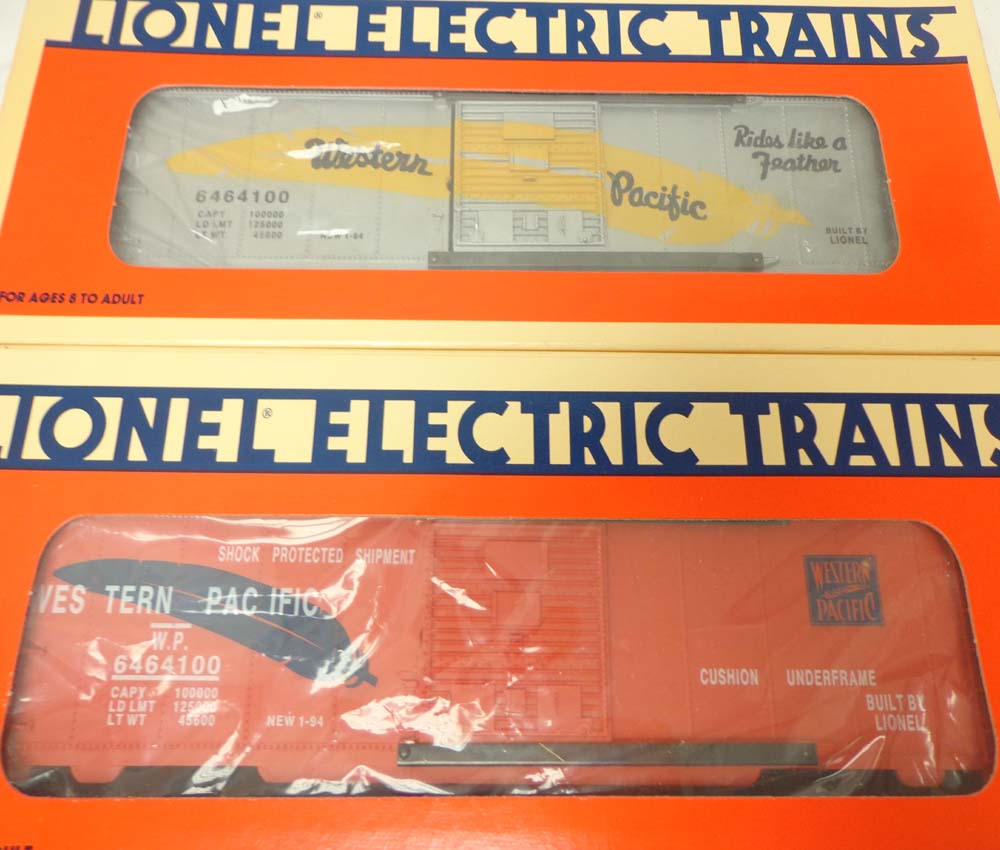 LIONEL® ELECTRIC TRAINS
Western Pacific
Rides like a
Feather
6464100
CAPY 100000
LD LMT 125000
LT WT 45600 NEW 1-94
BUILT BY
LIONEL
FOR AGES 8 TO ADULT
LIONEL® ELECTRIC TRAINS
SHOCK PROTECTED SHIPMENT
WESTERN PACIFIC
W.P.
6464100
CAPY 100000
LD LMT 125000
LT WT 45600 NEW 1-94
WESTERN
PACIFIC
CUSHION UNDERFRAME
BUILT BY
LIONEL